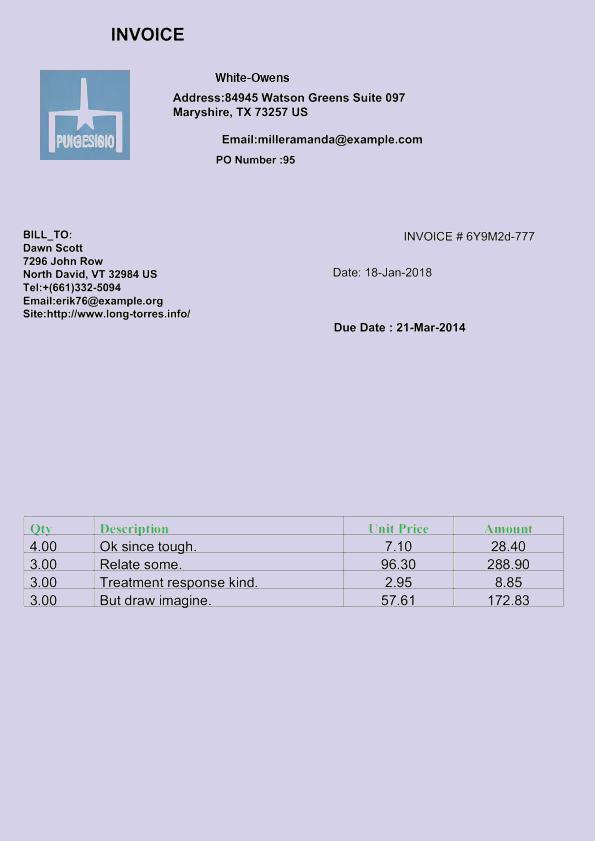 INVOICE
PUIGESIGIO
White-Owens
Address:84945 Watson Greens Suite 097
Maryshire, TX 73257 US
Email:milleramanda@example.com
PO Number :95
BILL_TO:
Dawn Scott
7296 John Row
North David, VT 32984 US
Tel:+(661)332-5094
Email:erik76@example.org
Site:http://www.long-torres.info/
INVOICE # 6Y9M2d-777
Date: 18-Jan-2018
Due Date : 21-Mar-2014
Qty Description Unit Price Amount
4.00 Ok since tough. 7.10 28.40
3.00 Relate some. 96.30 288.90
3.00 Treatment response kind. 2.95 8.85
3.00 But draw imagine. 57.61 172.83